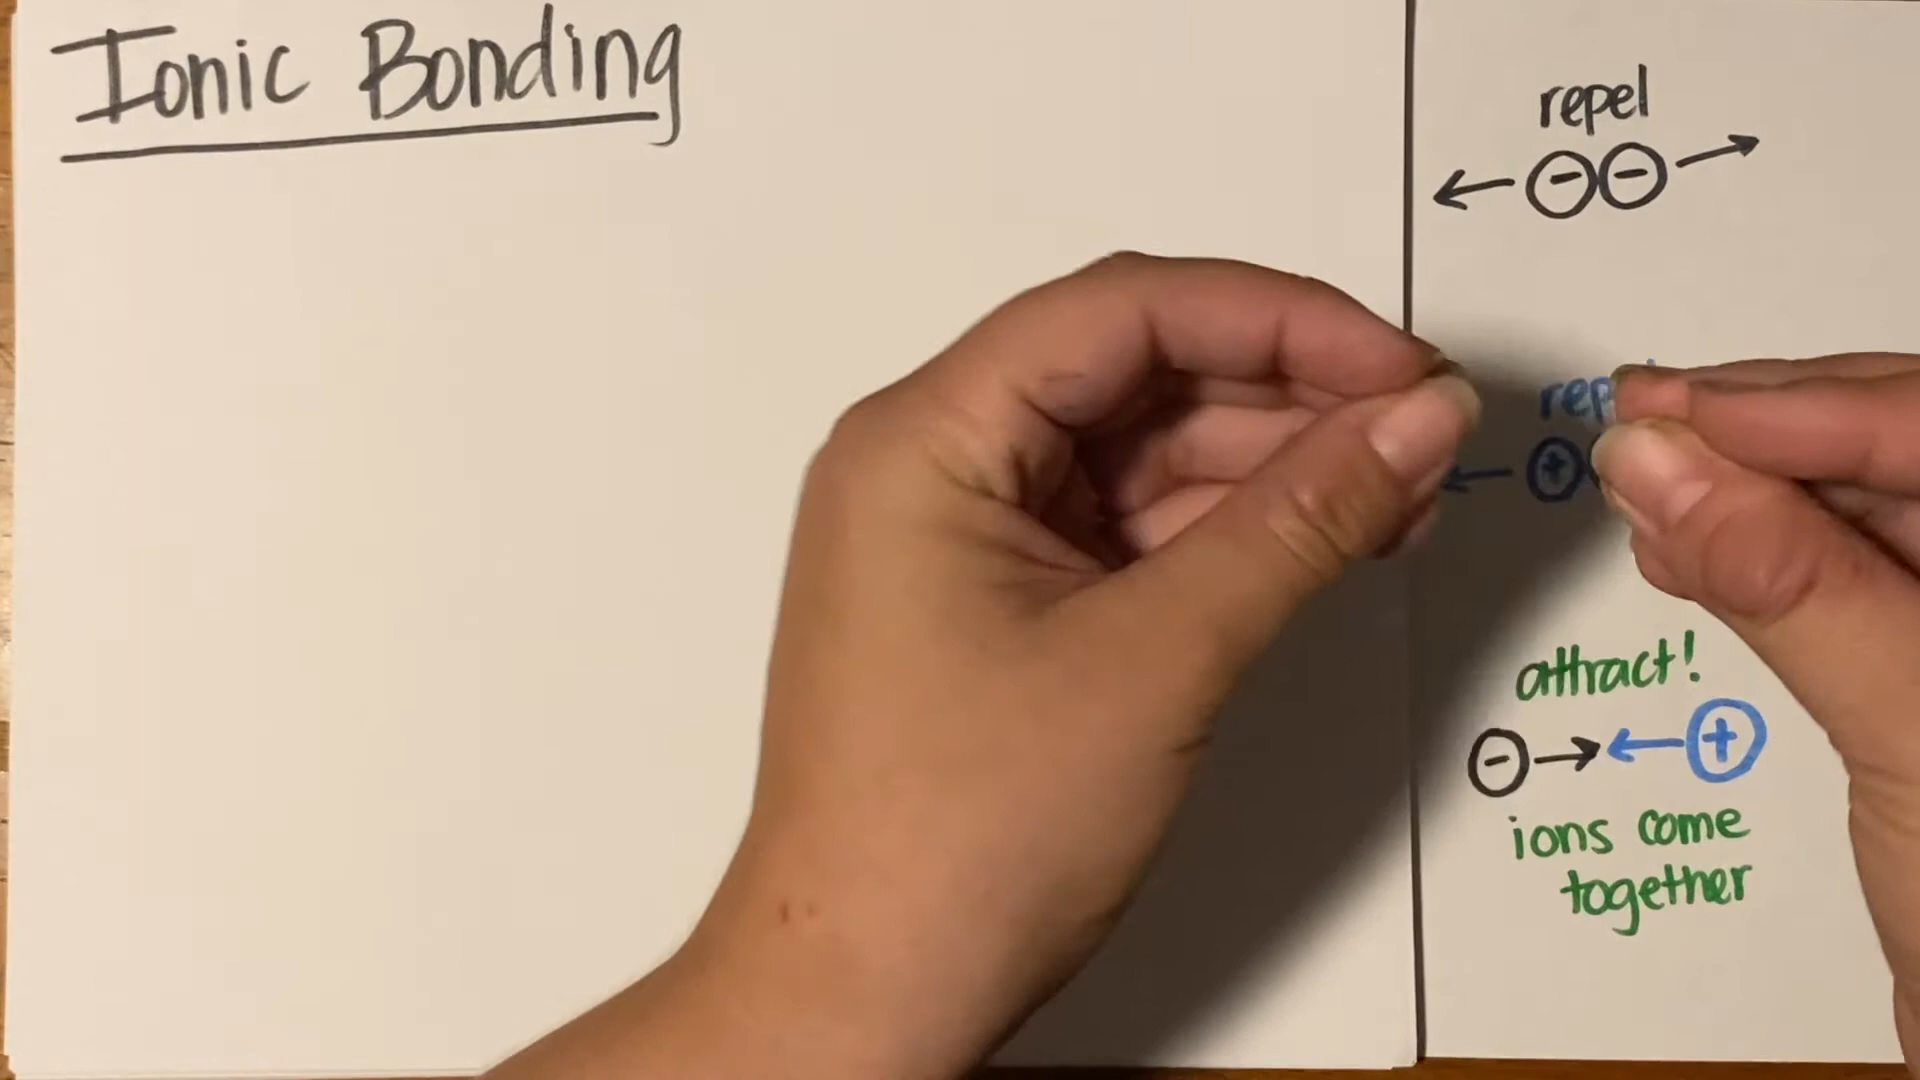 Ionic Bonding
repel
attract!
ions come
together